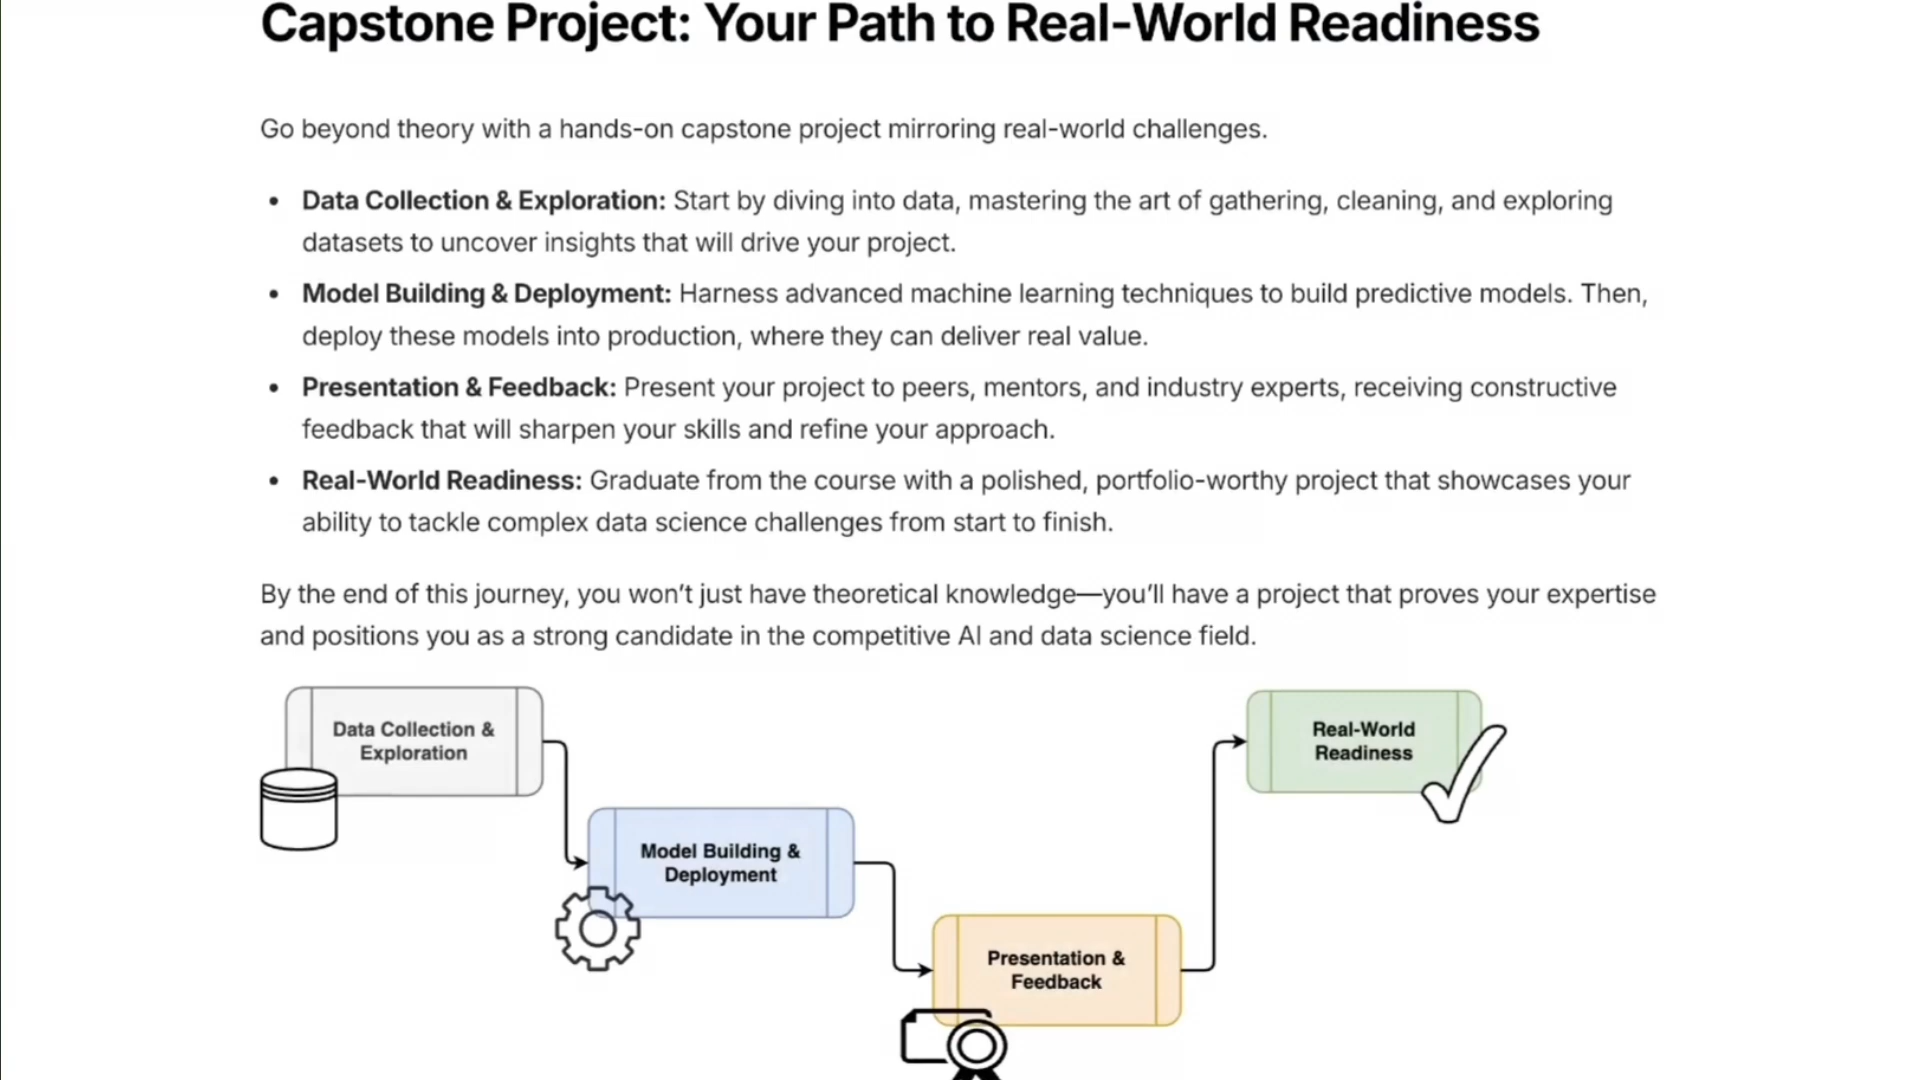 Capstone Project: Your Path to Real-World Readiness
Go beyond theory with a hands-on capstone project mirroring real-world challenges.
• Data Collection & Exploration: Start by diving into data, mastering the art of gathering, cleaning, and exploring
datasets to uncover insights that will drive your project.
• Model Building & Deployment: Harness advanced machine learning techniques to build predictive models. Then,
deploy these models into production, where they can deliver real value.
• Presentation & Feedback: Present your project to peers, mentors, and industry experts, receiving constructive
feedback that will sharpen your skills and refine your approach.
• Real-World Readiness: Graduate from the course with a polished, portfolio-worthy project that showcases your
ability to tackle complex data science challenges from start to finish.
By the end of this journey, you won’t just have theoretical knowledge—you’ll have a project that proves your expertise
and positions you as a strong candidate in the competitive AI and data science field.
Data Collection &
Exploration
Model Building &
Deployment
Presentation &
Feedback
Real-World
Readiness